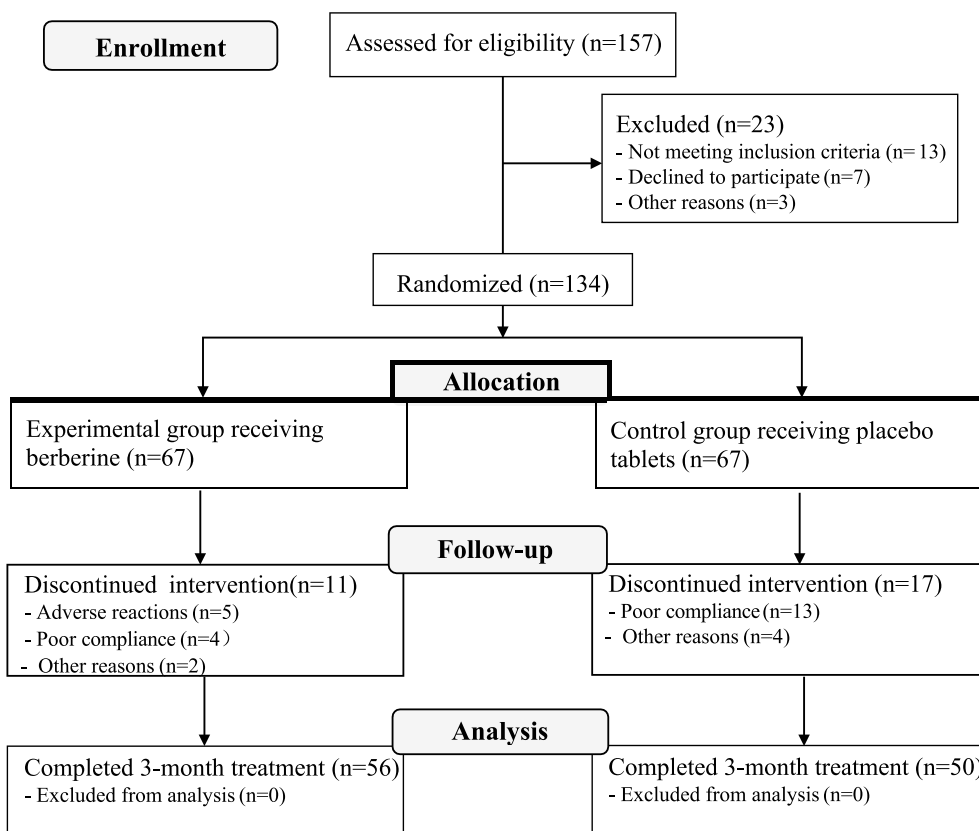 Enrollment
Assessed for eligibility (n=157)
Excluded (n=23)
- Not meeting inclusion criteria (n=13)
- Declined to participate (n=7)
- Other reasons (n=3)
Randomized (n=134)
Allocation
Experimental group receiving
berberine (n=67)
Control group receiving placebo
tablets (n=67)
Follow-up
Discontinued intervention(n=11)
- Adverse reactions (n=5)
- Poor compliance (n=4）
- Other reasons (n=2)
Discontinued intervention (n=17)
- Poor compliance (n=13)
- Other reasons (n=4)
Analysis
Completed 3-month treatment (n=56)
- Excluded from analysis (n=0)
Completed 3-month treatment (n=50)
- Excluded from analysis (n=0)